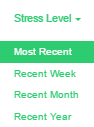 Stress Level
Most Recent
Recent Week
Recent Month
Recent Year